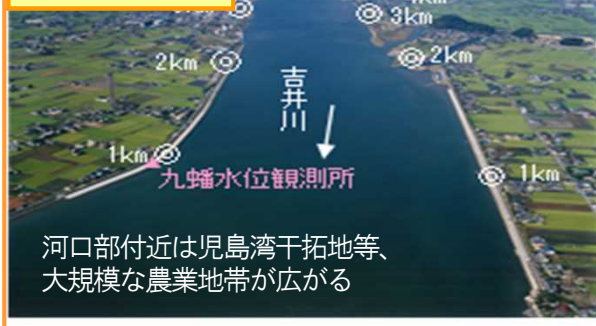 3km
2km
2km
吉井川
1km
九蟠水位観測所
1km
河口部付近は児島湾干拓地等、
大規模な農業地帯が広がる